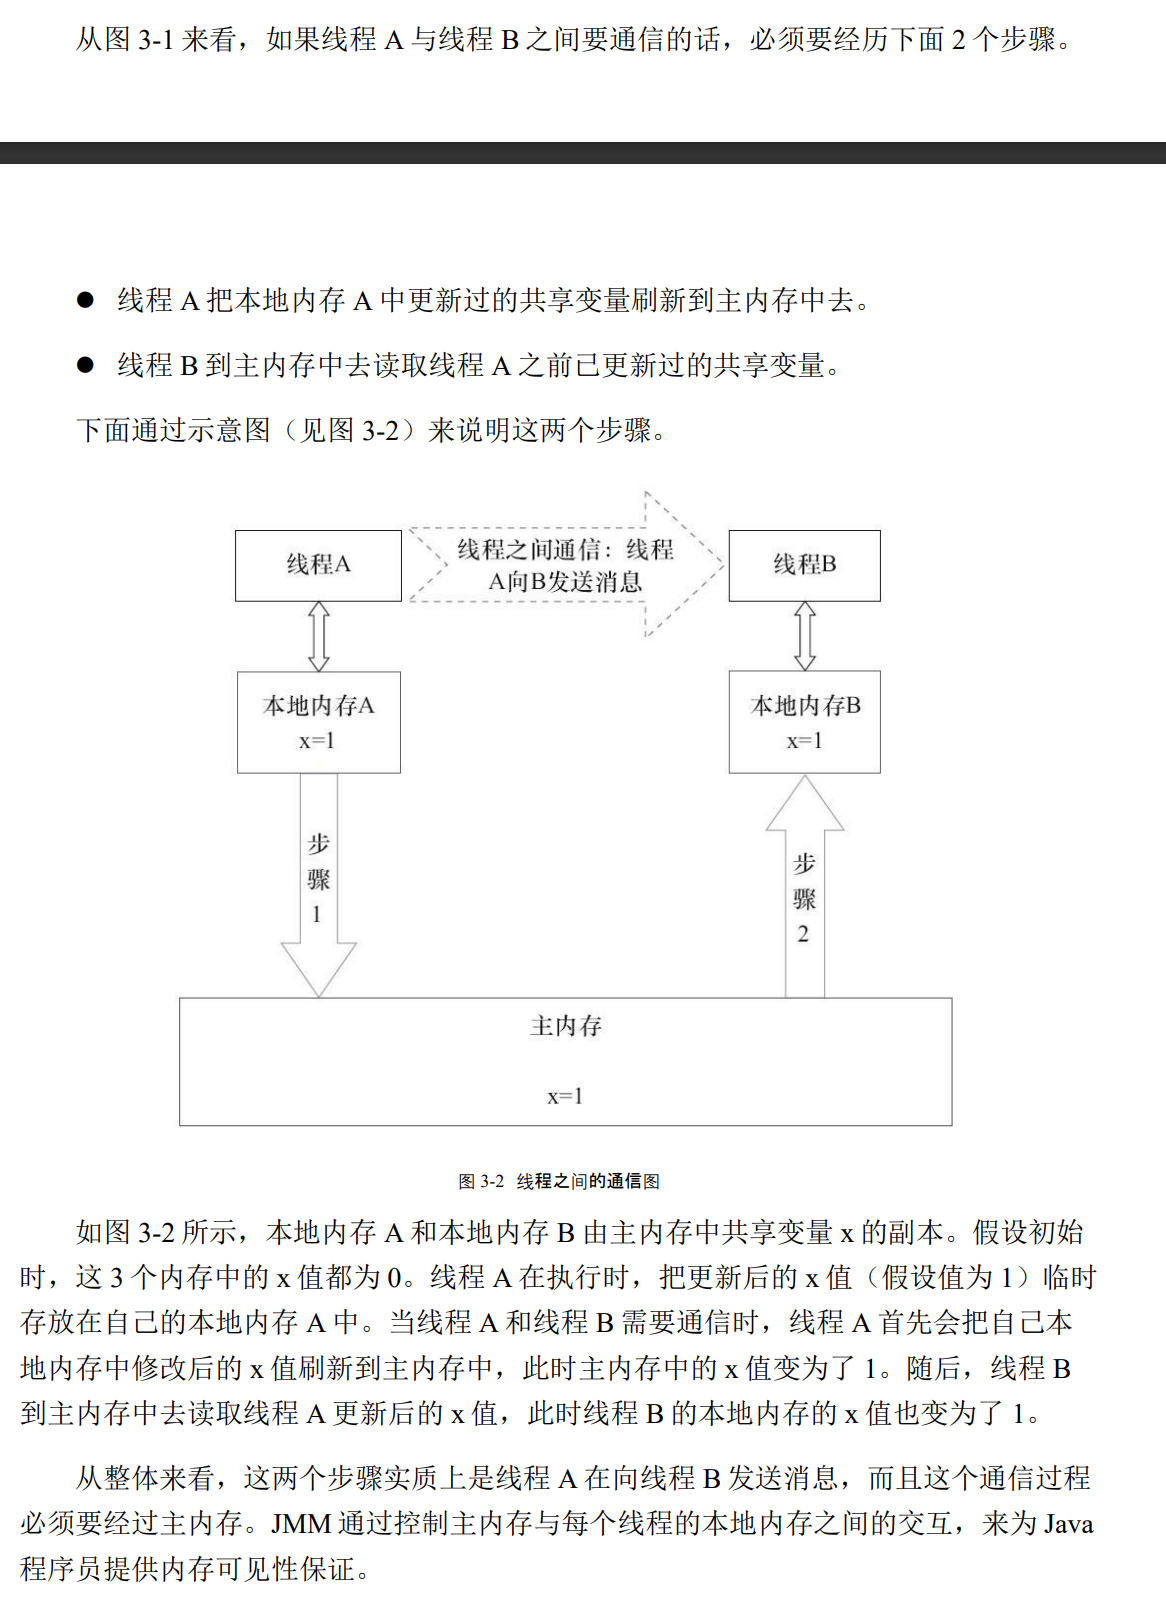 从图 3-1 来看，如果线程 A 与线程 B 之间要通信的话，必须要经历下面 2 个步骤。
● 线程 A 把本地内存 A 中更新过的共享变量刷新到主内存中去。
● 线程 B 到主内存中去读取线程 A 之前已更新过的共享变量。
下面通过示意图（见图 3-2）来说明这两个步骤。
线程A
线程之间通信：线程
A向B发送消息
线程B
本地内存A
x=1
本地内存B
x=1
步
骤
1
步
骤
2
主内存
x=1
图 3-2 线程之间的通信图
如图 3-2 所示，本地内存 A 和本地内存 B 由主内存中共享变量 x 的副本。假设初始
时，这 3 个内存中的 x 值都为 0。线程 A 在执行时，把更新后的 x 值（假设值为 1）临时
存放在自己的本地内存 A 中。当线程 A 和线程 B 需要通信时，线程 A 首先会把自己本
地内存中修改后的 x 值刷新到主内存中，此时主内存中的 x 值变为了 1。随后，线程 B
到主内存中去读取线程 A 更新后的 x 值，此时线程 B 的本地内存的 x 值也变为了 1。
从整体来看，这两个步骤实质上是线程 A 在向线程 B 发送消息，而且这个通信过程
必须要经过主内存。JMM 通过控制主内存与每个线程的本地内存之间的交互，来为 Java
程序员提供内存可见性保证。